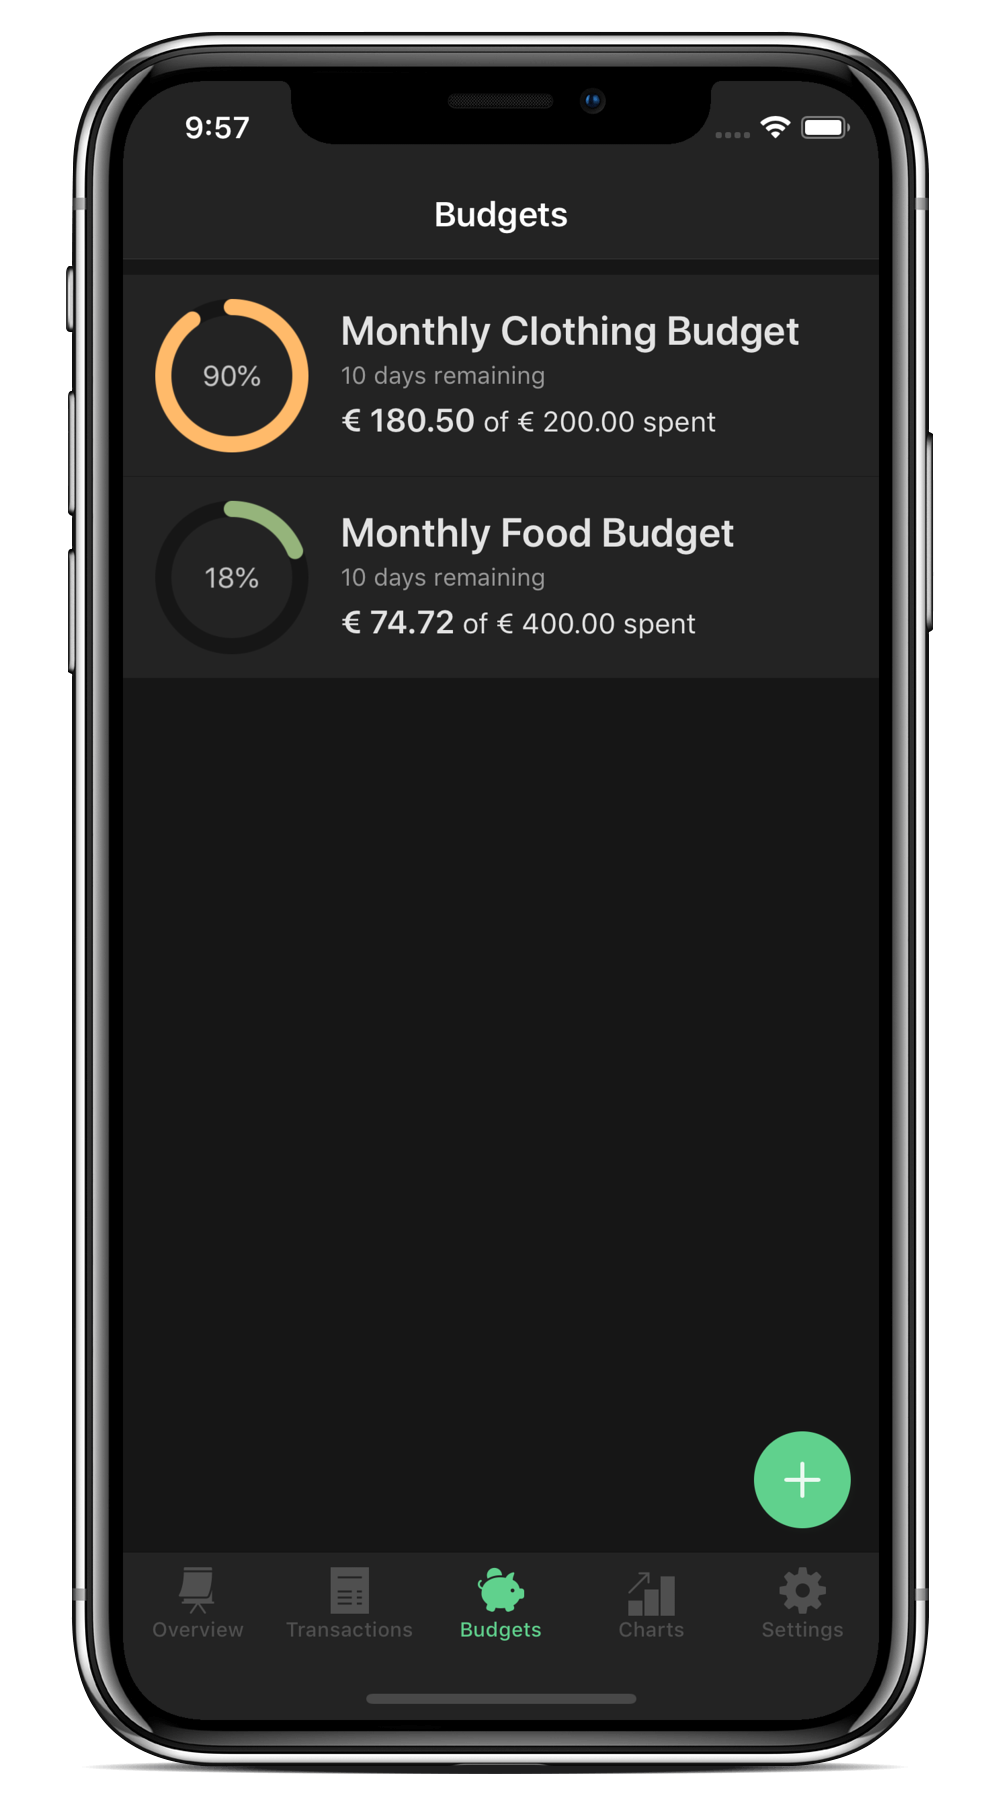 9:57
Budgets
90%
Monthly Clothing Budget
10 days remaining
€ 180.50 of € 200.00 spent
18%
Monthly Food Budget
10 days remaining
€ 74.72 of € 400.00 spent
Overview Transactions Budgets Charts Settings